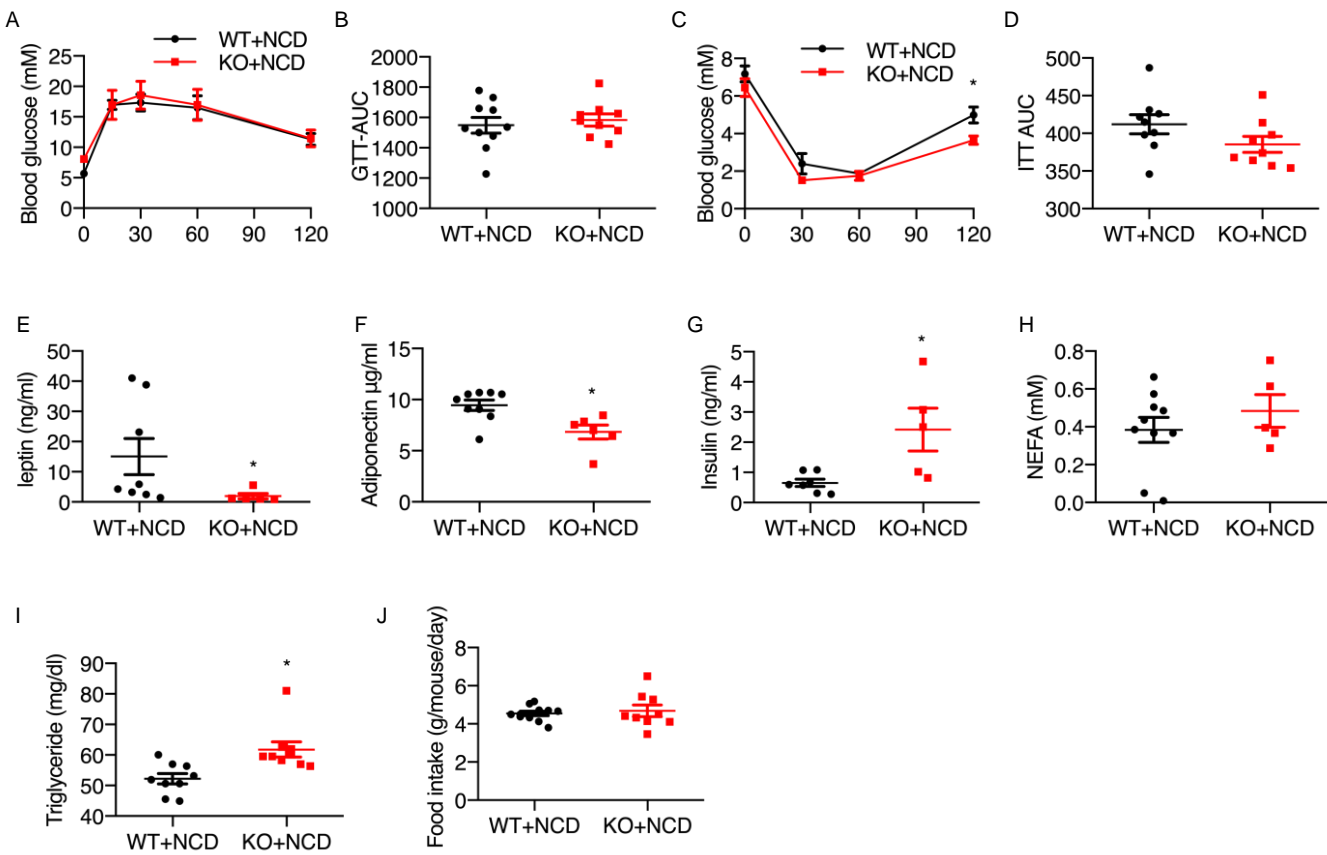 A
WT+NCD
KO+NCD
Blood glucose (mM)
25
20
15
10
5
0
0 30 60 90 120
B
GTT-AUC
2000
1800
1600
1400
1200
1000
WT+NCD KO+NCD
C
WT+NCD
KO+NCD
Blood glucose (mM)
8
6
4
2
0
*
0 30 60 90 120
D
ITT AUC
500
450
400
350
300
WT+NCD KO+NCD
E
leptin (ng/ml)
50
40
30
20
10
0
*
WT+NCD KO+NCD
F
Adiponectin µg/ml
15
10
5
0
*
WT+NCD KO+NCD
G
Insulin (ng/ml)
5
4
3
2
1
0
*
WT+NCD KO+NCD
H
NEFA (mM)
0.8
0.6
0.4
0.2
0.0
WT+NCD KO+NCD
I
Triglyceride (mg/dl)
90
80
70
60
50
40
*
WT+NCD KO+NCD
J
Food intake (g/mouse/day)
8
6
4
2
0
WT+NCD KO+NCD